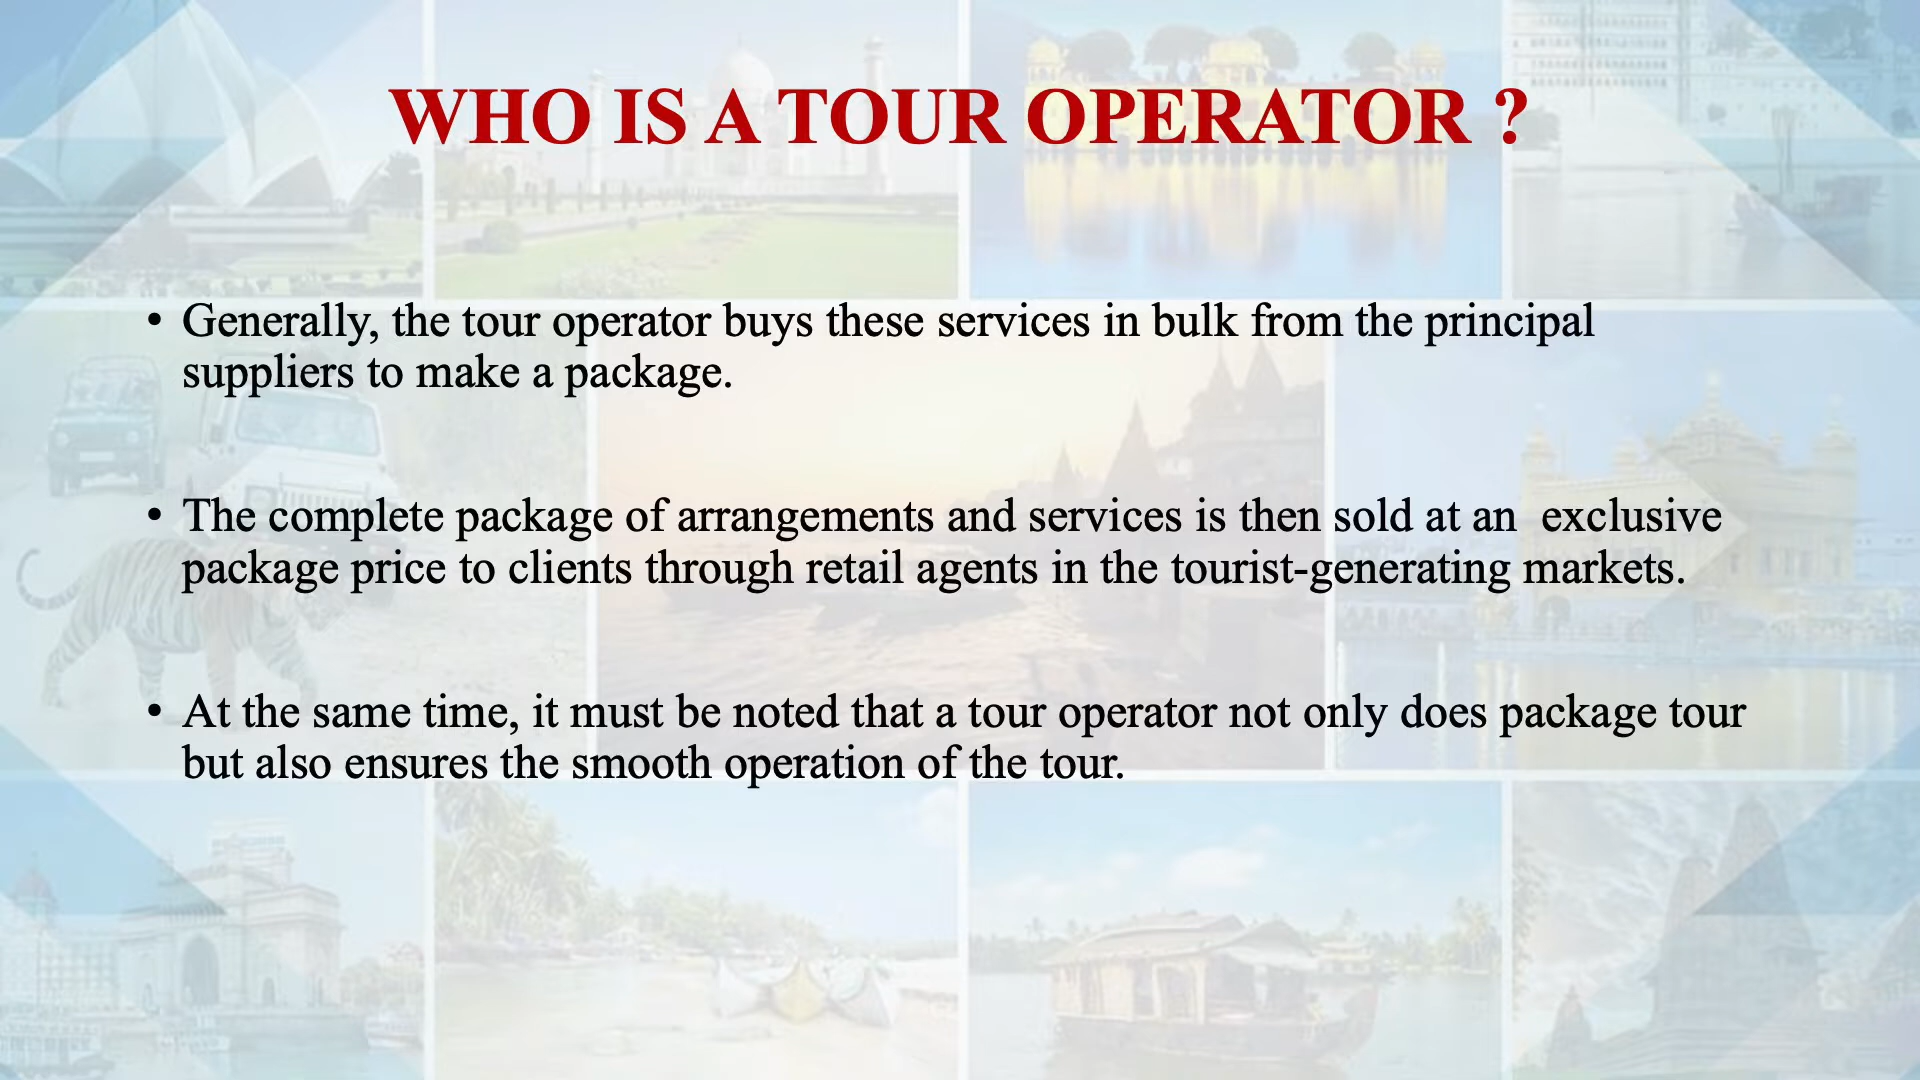 WHO IS A TOUR OPERATOR ?
• Generally, the tour operator buys these services in bulk from the principal
suppliers to make a package.
• The complete package of arrangements and services is then sold at an  exclusive
package price to clients through retail agents in the tourist-generating markets.
• At the same time, it must be noted that a tour operator not only does package tour
but also ensures the smooth operation of the tour.